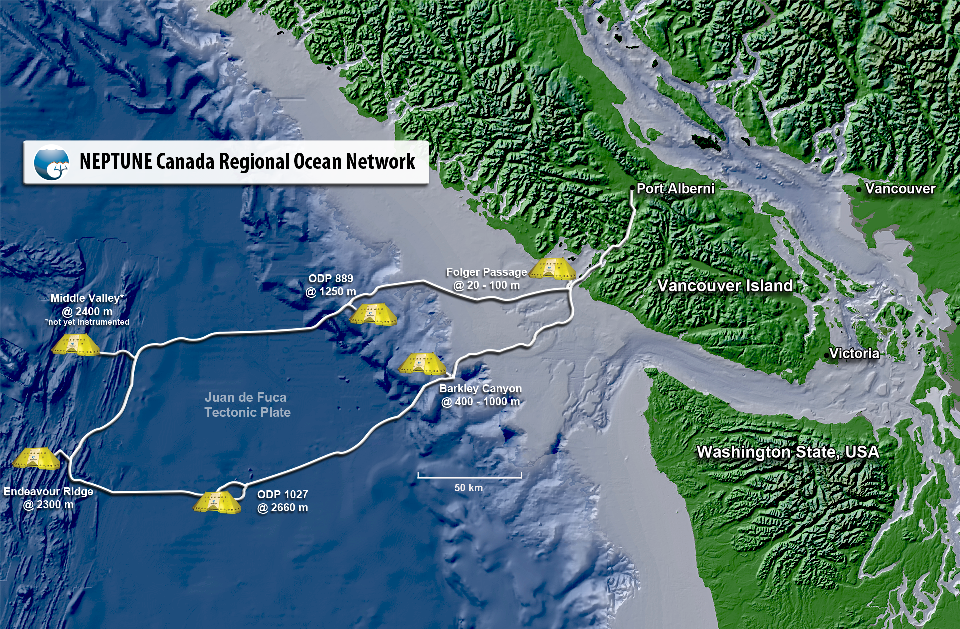 NEPTUNE Canada Regional Ocean Network
Port Alberni
Vancouver
Folger Passage
@ 20 - 100 m
ODP 889
@ 1250 m
Vancouver Island
Middle Valley*
@ 2400 m
*not yet instrumented
Victoria
Barkley Canyon
@ 400 - 1000 m
Juan de Fuca
Tectonic Plate
Washington State, USA
50 km
Endeavour Ridge
@ 2300 m
ODP 1027
@ 2660 m